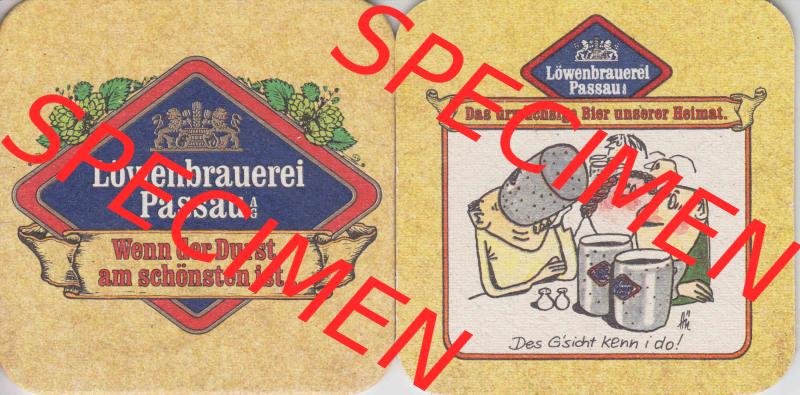 Löwenbrauerei
Passau AG
Wenn der Durst
am schönsten ist.
SPECIMEN
Löwenbrauerei
Passau AG
Das urwüchsige Bier unserer Heimat.
Des G'sicht kenn i do!
SPECIMEN